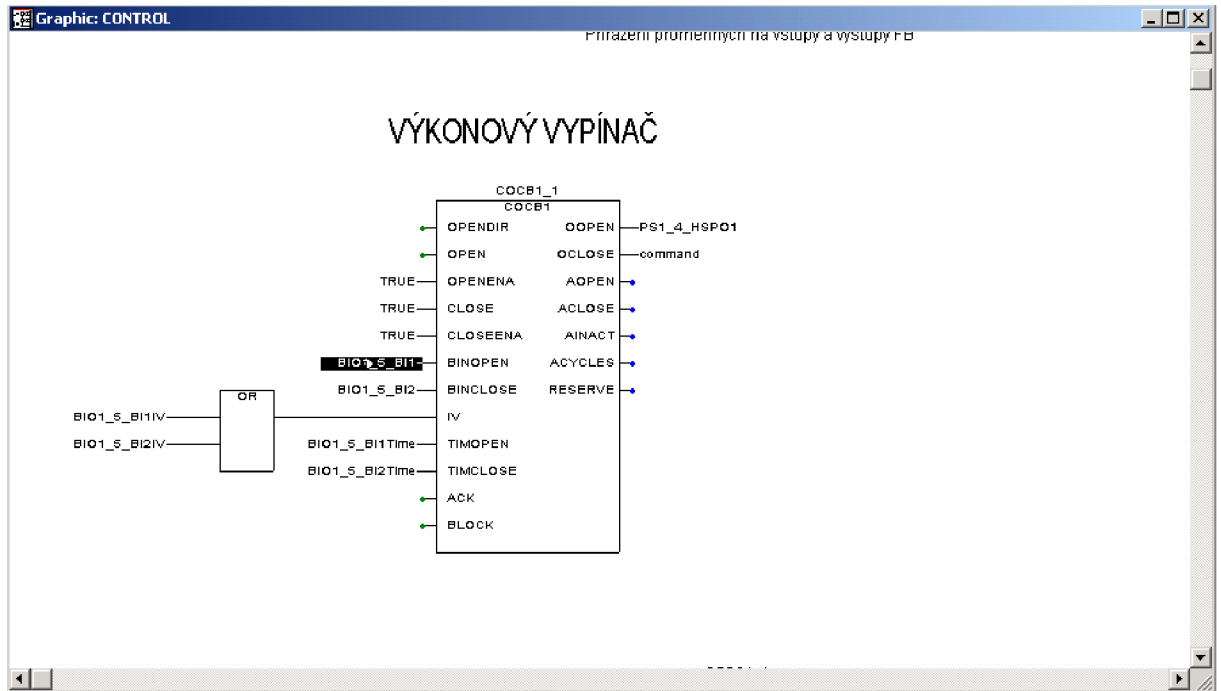 Graphic: CONTROL
Přiřazení proměnných na vstupy a výstupy FB
VÝKONOVÝ VYPÍNAČ
COCB1_1
COCB1
OPENDIR OOPEN PS1_4_HSPO1
OPEN OCLOSE command
TRUE OPENENA AOPEN
TRUE CLOSE ACLOSE
TRUE CLOSEENA AINACT
BIO1_5_BI1 BINOPEN ACYCLES
BIO1_5_BI2 BINCLOSE RESERVE
OR
BIO1_5_BI1IV IV
BIO1_5_BI2IV BIO1_5_BI1Time TIMOPEN
BIO1_5_BI2Time TIMCLOSE
ACK
BLOCK